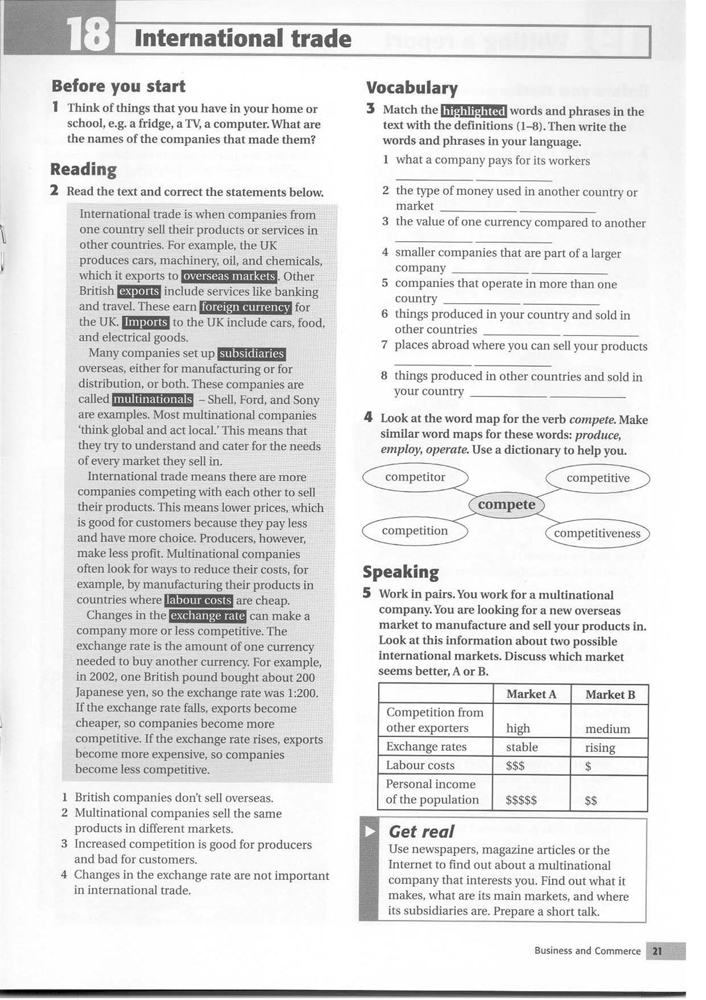 18 International trade
Before you start
1 Think of things that you have in your home or
school, e.g. a fridge, a TV, a computer. What are
the names of the companies that made them?
Reading
2 Read the text and correct the statements below.
International trade is when companies from
one country sell their products or services in
other countries. For example, the UK
produces cars, machinery, oil, and chemicals,
which it exports to overseas markets. Other
British exports include services like banking
and travel. These earn foreign currency for
the UK. Imports to the UK include cars, food,
and electrical goods.
Many companies set up subsidiaries
overseas, either for manufacturing or for
distribution, or both. These companies are
called multinationals – Shell, Ford, and Sony
are examples. Most multinational companies
‘think global and act local.’ This means that
they try to understand and cater for the needs
of every market they sell in.
International trade means there are more
companies competing with each other to sell
their products. This means lower prices, which
is good for customers because they pay less
and have more choice. Producers, however,
make less profit. Multinational companies
often look for ways to reduce their costs, for
example, by manufacturing their products in
countries where labour costs are cheap.
Changes in the exchange rate can make a
company more or less competitive. The
exchange rate is the amount of one currency
needed to buy another currency. For example,
in 2002, one British pound bought about 200
Japanese yen, so the exchange rate was 1:200.
If the exchange rate falls, exports become
cheaper, so companies become more
competitive. If the exchange rate rises, exports
become more expensive, so companies
become less competitive.
1 British companies don’t sell overseas.
2 Multinational companies sell the same
products in different markets.
3 Increased competition is good for producers
and bad for customers.
4 Changes in the exchange rate are not important
in international trade.
Vocabulary
3 Match the highlighted words and phrases in the
text with the definitions (1–8). Then write the
words and phrases in your language.
1 what a company pays for its workers
2 the type of money used in another country or
market
3 the value of one currency compared to another
4 smaller companies that are part of a larger
company
5 companies that operate in more than one
country
6 things produced in your country and sold in
other countries
7 places abroad where you can sell your products
8 things produced in other countries and sold in
your country
4 Look at the word map for the verb compete. Make
similar word maps for these words: produce,
employ, operate. Use a dictionary to help you.
competitor competitive
compete
competition competitiveness
Speaking
5 Work in pairs. You work for a multinational
company. You are looking for a new overseas
market to manufacture and sell your products in.
Look at this information about two possible
international markets. Discuss which market
seems better, A or B.
Market A Market B
Competition from
other exporters high medium
Exchange rates stable rising
Labour costs $$$ $
Personal income
of the population $$$$$ $$
Get real
Use newspapers, magazine articles or the
Internet to find out about a multinational
company that interests you. Find out what it
makes, what are its main markets, and where
its subsidiaries are. Prepare a short talk.
Business and Commerce 21